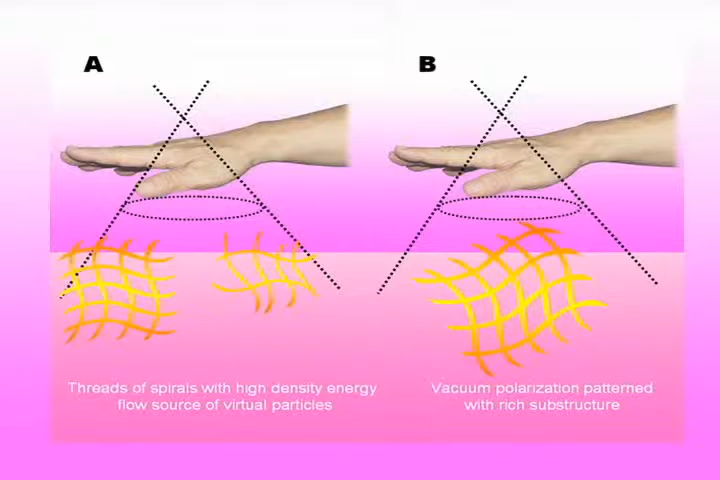 A
B
Threads of spirals with high density energy
flow source of virtual particles
Vacuum polarization patterned
with rich substructure